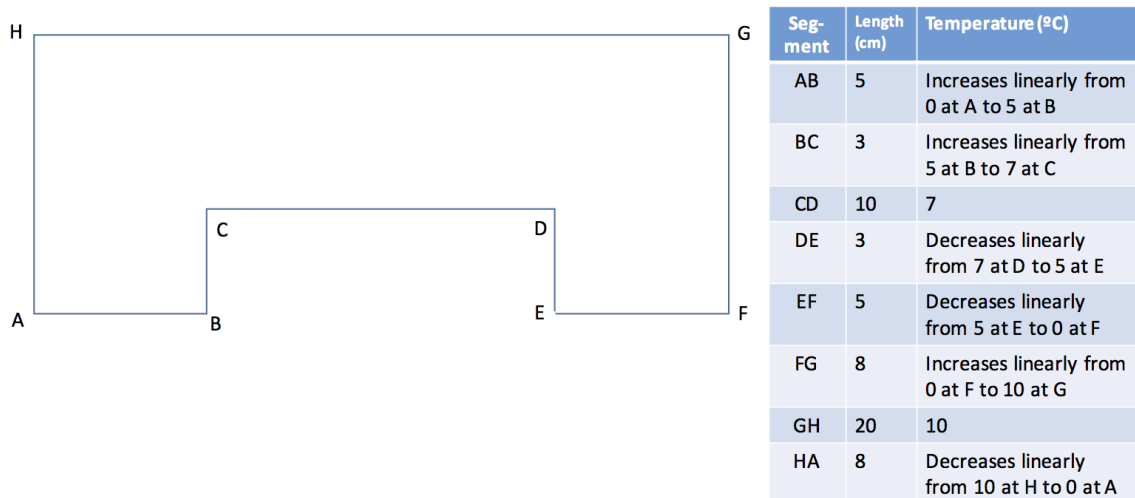 H
G
C
D
A
B
E
F
Seg-
ment
Length
(cm)
Temperature (ºC)
AB
5
Increases linearly from
0 at A to 5 at B
BC
3
Increases linearly from
5 at B to 7 at C
CD
10
7
DE
3
Decreases linearly
from 7 at D to 5 at E
EF
5
Decreases linearly
from 5 at E to 0 at F
FG
8
Increases linearly from
0 at F to 10 at G
GH
20
10
HA
8
Decreases linearly
from 10 at H to 0 at A